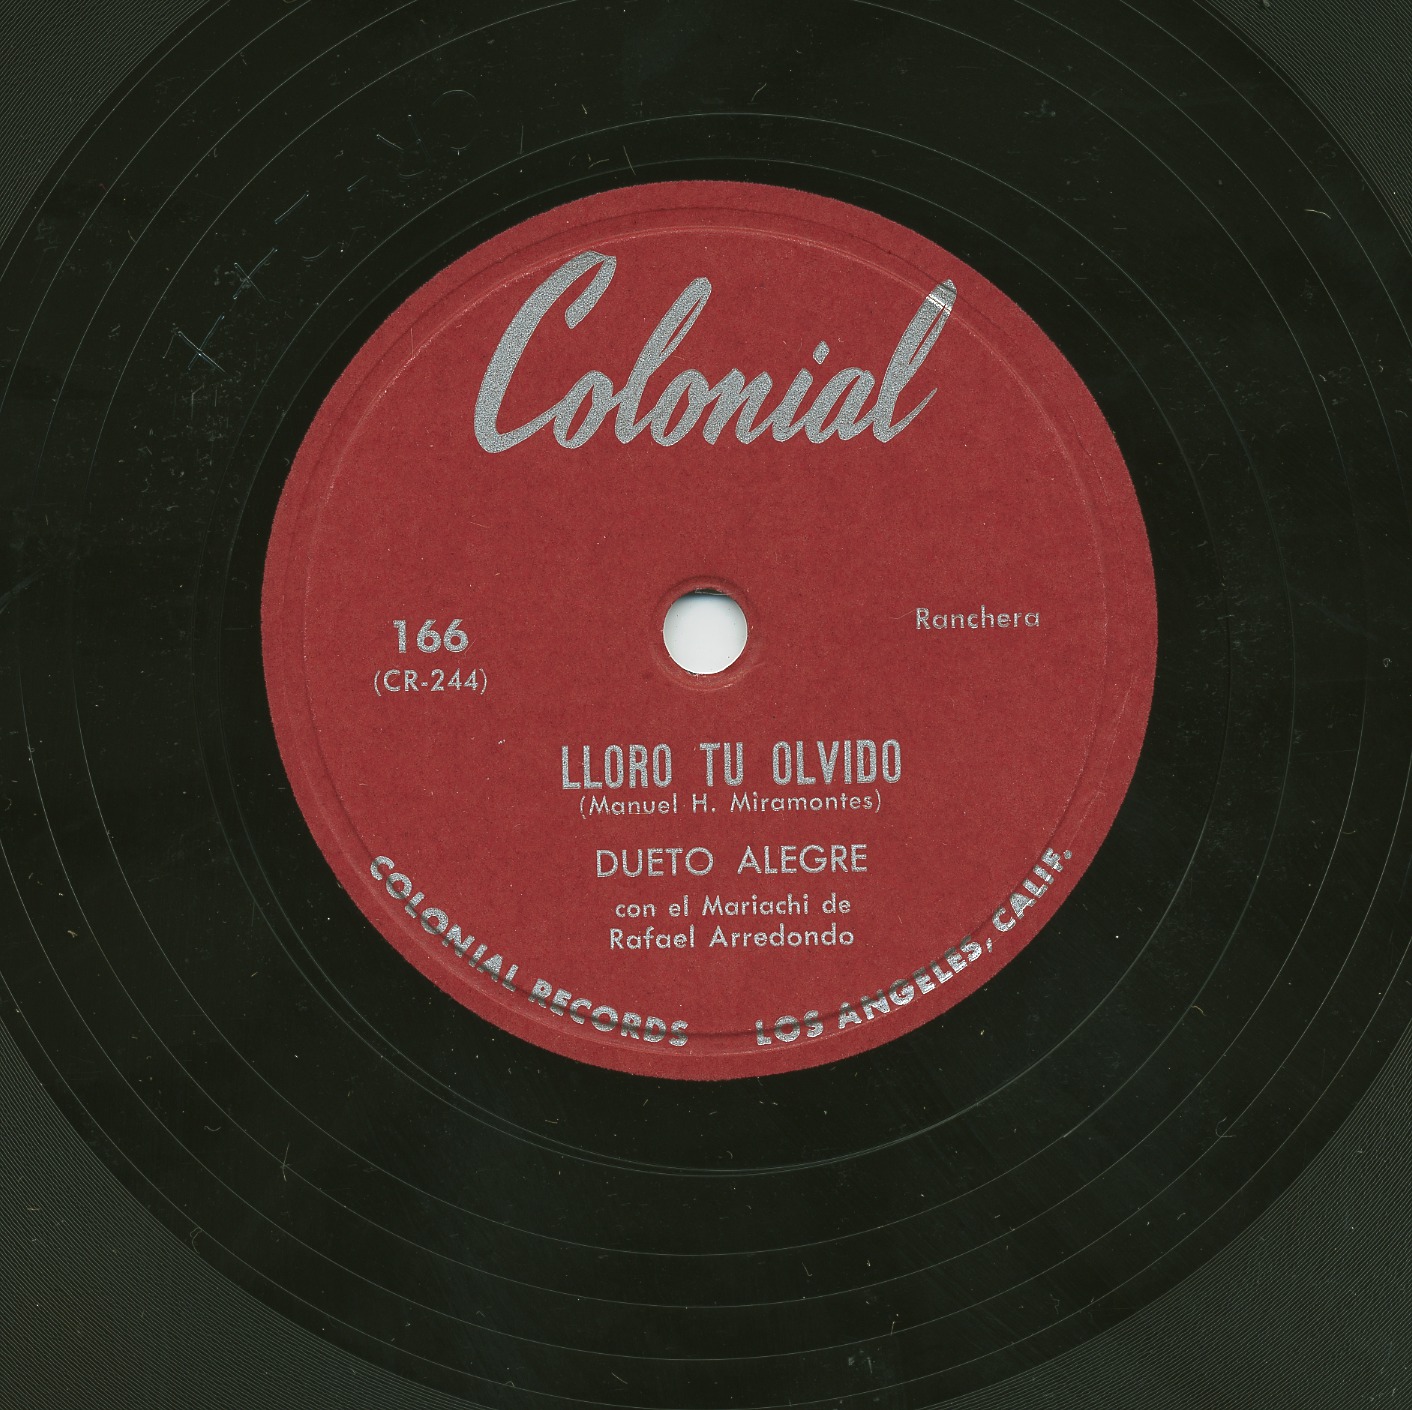 Colonial
166
(CR-244)
Ranchera
LLORO TU OLVIDO
(Manuel H. Miramontes)
DUETO ALEGRE
con el Mariachi de
Rafael Arredondo
COLONIAL RECORDS LOS ANGELES, CALIF.